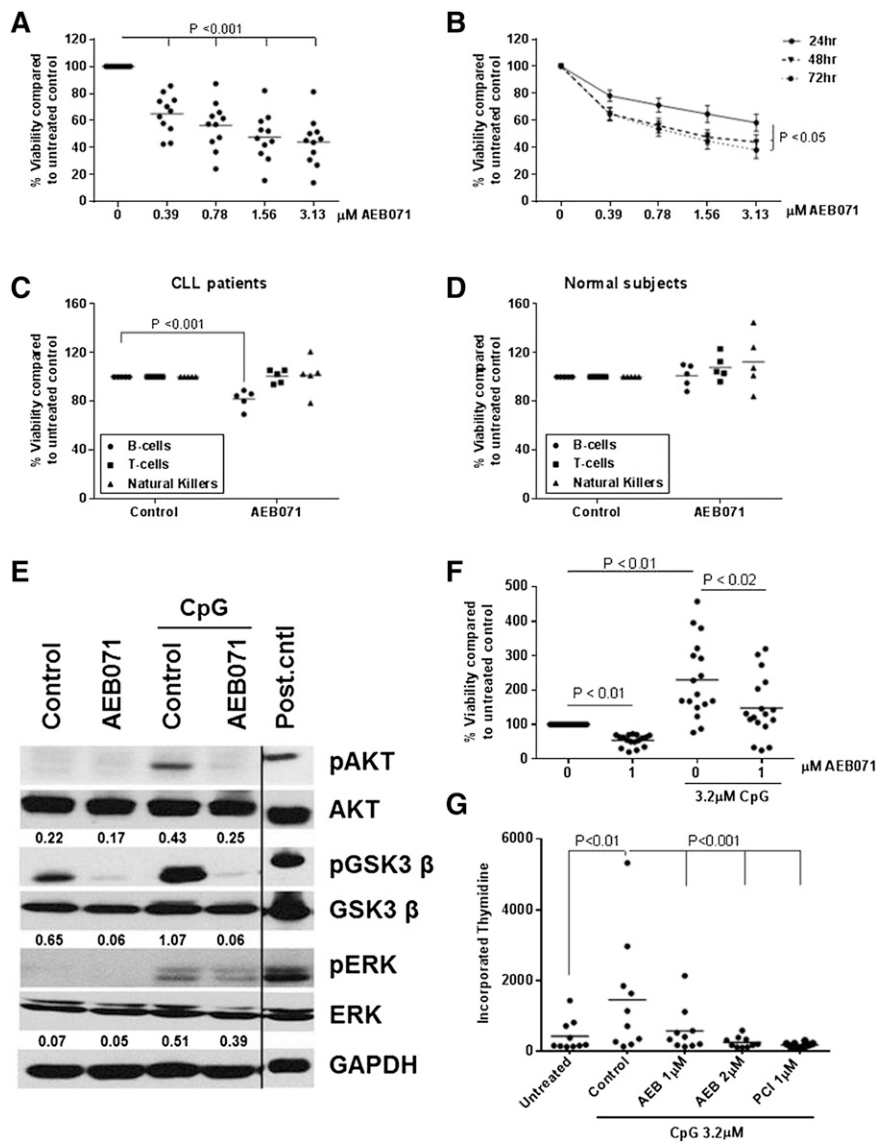 A
P <0.001
% Viability compared
to untreated control
120
100
80
60
40
20
0
0 0.39 0.78 1.56 3.13 µM AEB071
B
24hr
48hr
72hr
% Viability compared
to untreated control
120
100
80
60
40
20
0
P <0.05
0 0.39 0.78 1.56 3.13 µM AEB071
C
CLL patients
% Viability compared
to untreated control
160
120
80
40
0
P <0.001
B-cells
T-cells
Natural Killers
Control AEB071
D
Normal subjects
% Viability compared
to untreated control
160
120
80
40
0
B-cells
T-cells
Natural Killers
Control AEB071
E
CpG
Control
AEB071
Control
AEB071
Post.cntl
pAKT
AKT
0.22 0.17 0.43 0.25
pGSK3 β
GSK3 β
0.65 0.06 1.07 0.06
pERK
ERK
0.07 0.05 0.51 0.39
GAPDH
F
P < 0.01
P < 0.02
P < 0.01
% Viability compared
to untreated control
500
400
300
200
100
0
0 1 0 1 µM AEB071
3.2µM CpG
G
P<0.01 P<0.001
Incorporated Thymidine
6000
4000
2000
0
Untreated
Control
AEB 1µM
AEB 2µM
PCI 1µM
CpG 3.2µM